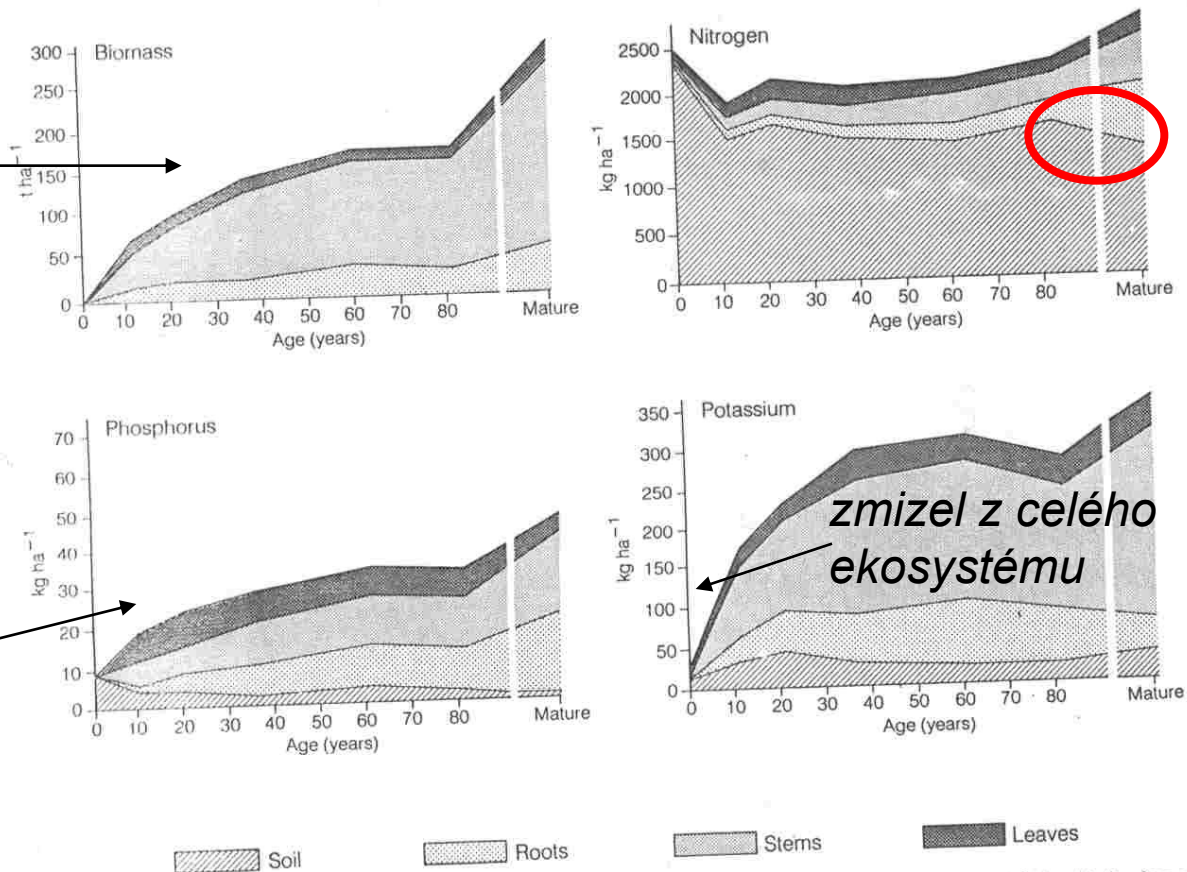 Biomass
300
250
200
150
100
50
0
t ha⁻¹
0 10 20 30 40 60 70 80 Mature
Age (years)
Nitrogen
2500
2000
1500
1000
500
0
kg ha⁻¹
0 10 20 30 40 50 60 70 80 Mature
Age (years)
Phosphorus
70
60
50
40
30
20
10
0
kg ha⁻¹
0 10 20 30 40 50 60 70 80 Mature
Age (years)
Potassium
350
300
250
200
150
100
50
0
kg ha⁻¹
zmizel z celého
ekosystému
0 10 20 30 40 50 60 70 80 Mature
Age (years)
Soil Roots Stems Leaves